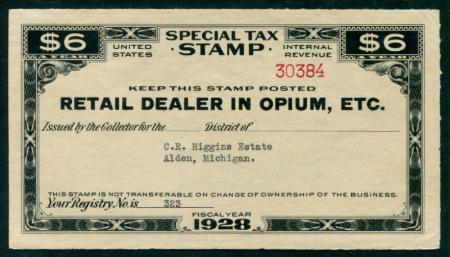 $6 SPECIAL TAX $6
A YEAR UNITED STATES · STAMP · INTERNAL REVENUE A YEAR
30384
KEEP THIS STAMP POSTED
RETAIL DEALER IN OPIUM, ETC.
Issued by the Collector for the District of
C.E. Higgins Estate
Alden, Michigan.
THIS STAMP IS NOT TRANSFERABLE ON CHANGE OF OWNERSHIP OF THE BUSINESS.
Your Registry No. is 323
FISCAL YEAR
1928